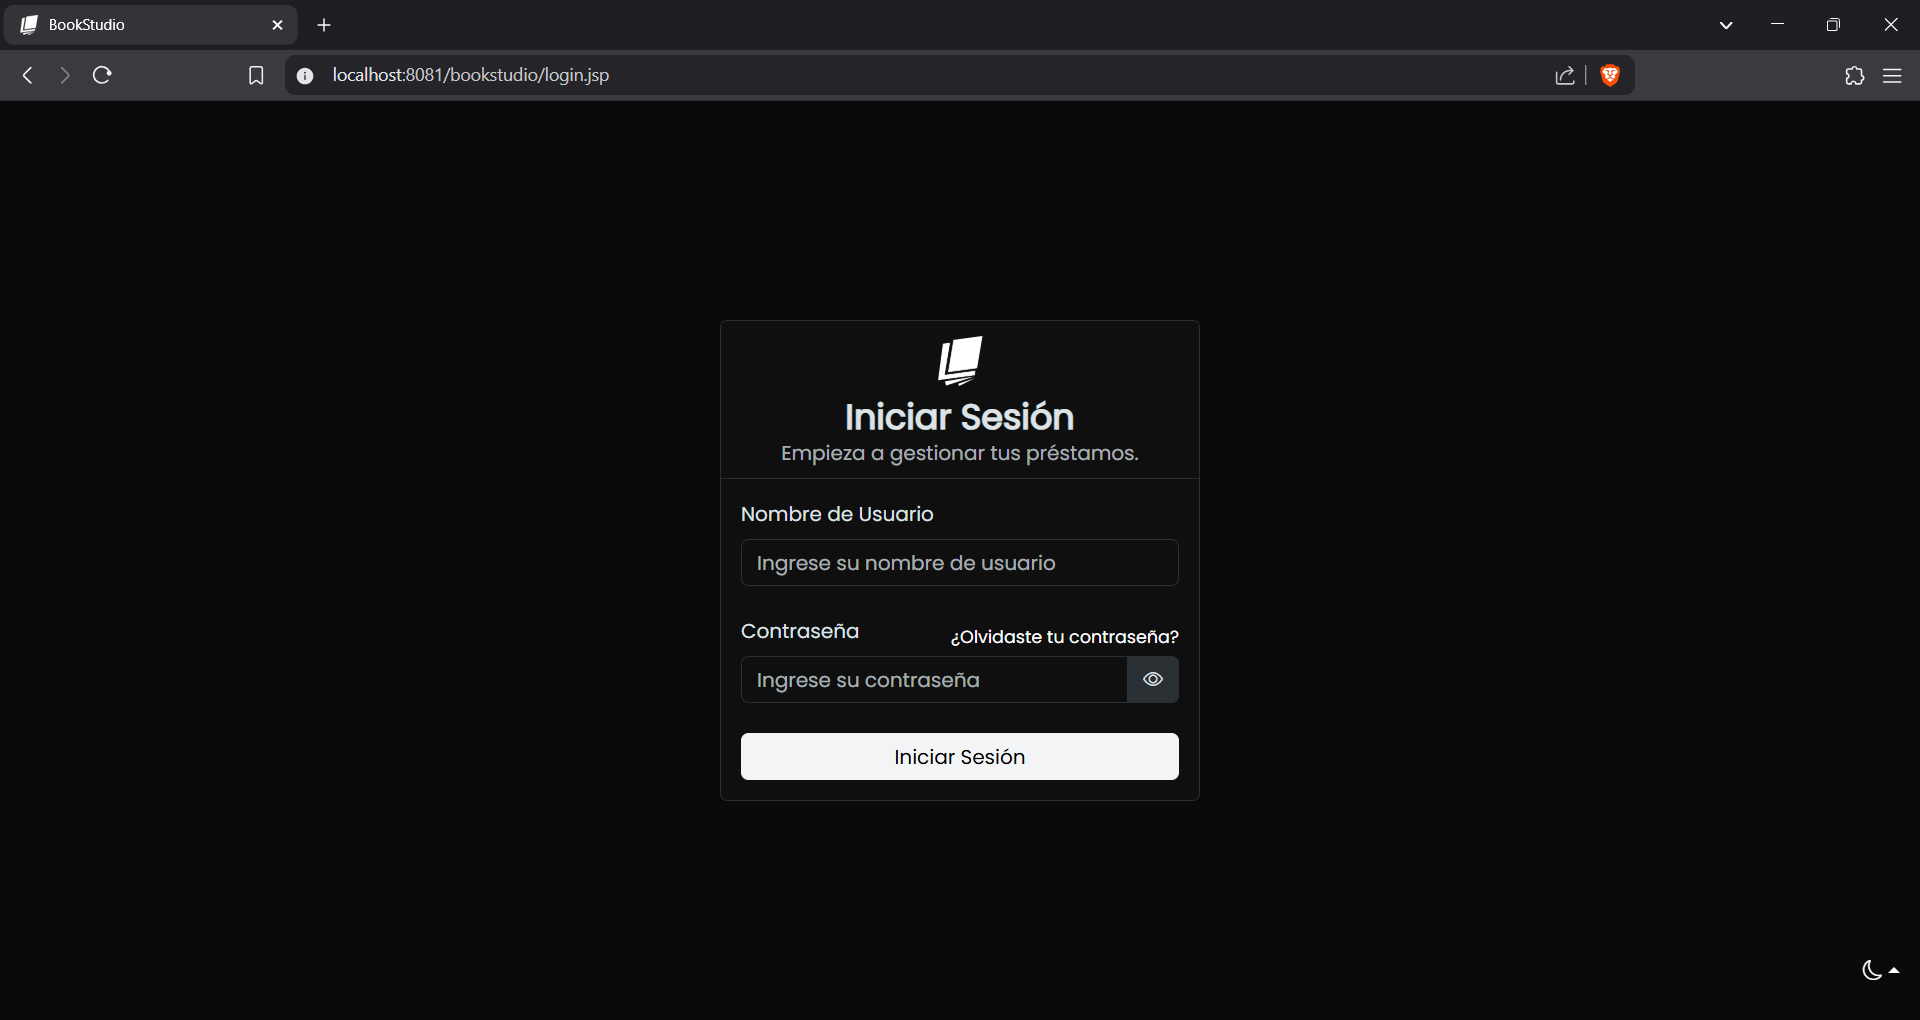 BookStudio
localhost:8081/bookstudio/login.jsp
Iniciar Sesión
Empieza a gestionar tus préstamos.
Nombre de Usuario
Ingrese su nombre de usuario
Contraseña
¿Olvidaste tu contraseña?
Ingrese su contraseña
Iniciar Sesión